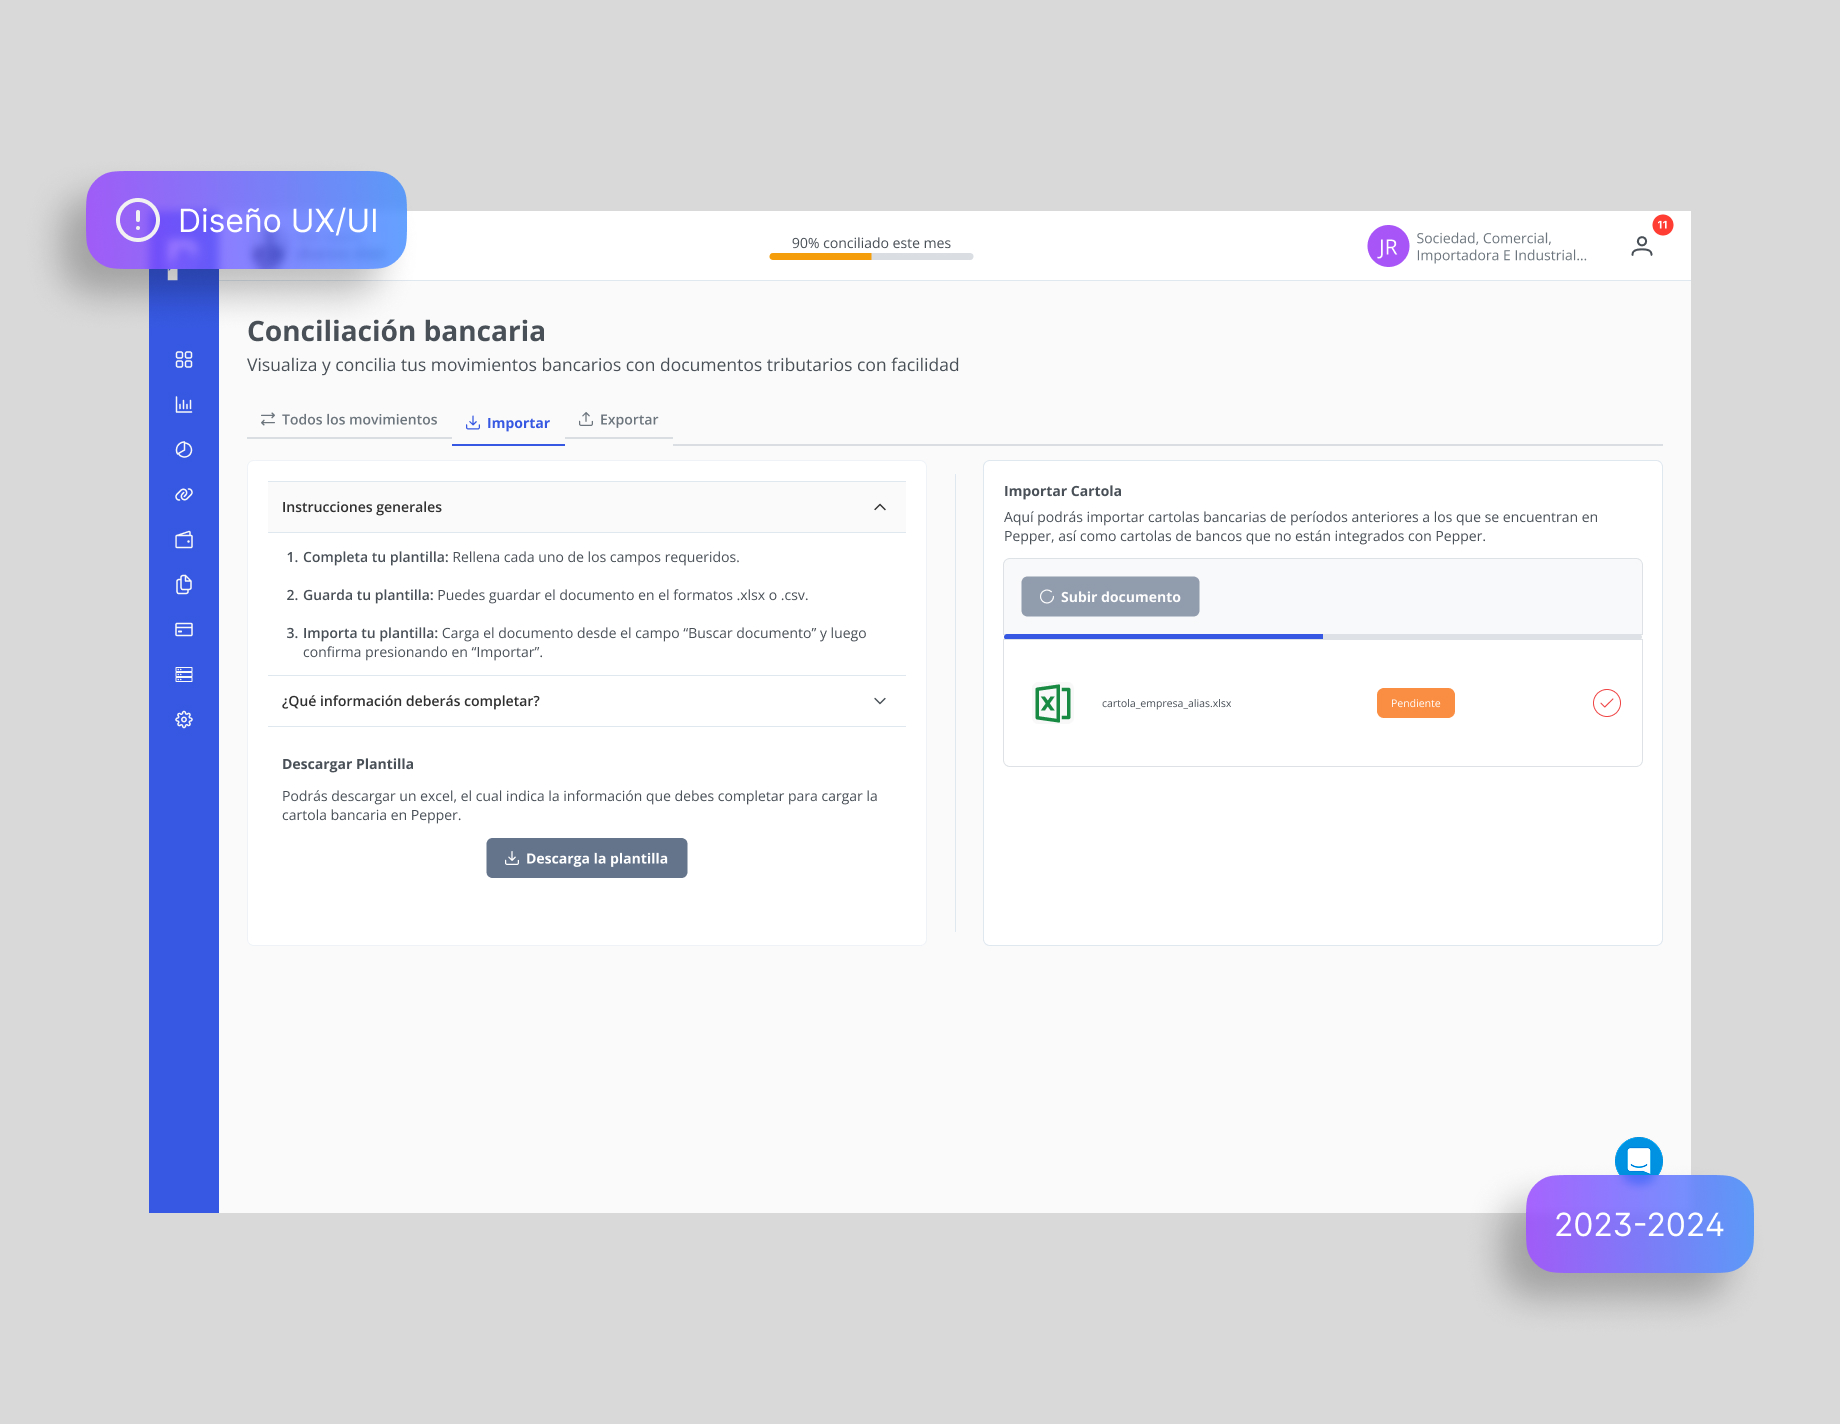 Diseño UX/UI
90% conciliado este mes
JR
Sociedad, Comercial,
Importadora E Industrial...
11
Conciliación bancaria
Visualiza y concilia tus movimientos bancarios con documentos tributarios con facilidad
Todos los movimientos
Importar
Exportar
Instrucciones generales
1. Completa tu plantilla: Rellena cada uno de los campos requeridos.
2. Guarda tu plantilla: Puedes guardar el documento en el formatos .xlsx o .csv.
3. Importa tu plantilla: Carga el documento desde el campo “Buscar documento” y luego
confirma presionando en “Importar”.
¿Qué información deberás completar?
Descargar Plantilla
Podrás descargar un excel, el cual indica la información que debes completar para cargar la
cartola bancaria en Pepper.
Descarga la plantilla
Importar Cartola
Aquí podrás importar cartolas bancarias de períodos anteriores a los que se encuentran en
Pepper, así como cartolas de bancos que no están integrados con Pepper.
Subir documento
X
cartola_empresa_alias.xlsx
Pendiente
2023-2024